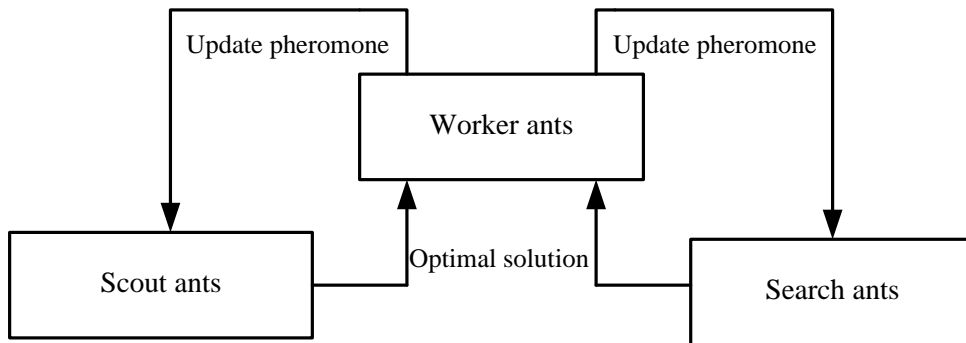 Update pheromone
Update pheromone
Worker ants
Optimal solution
Scout ants
Search ants